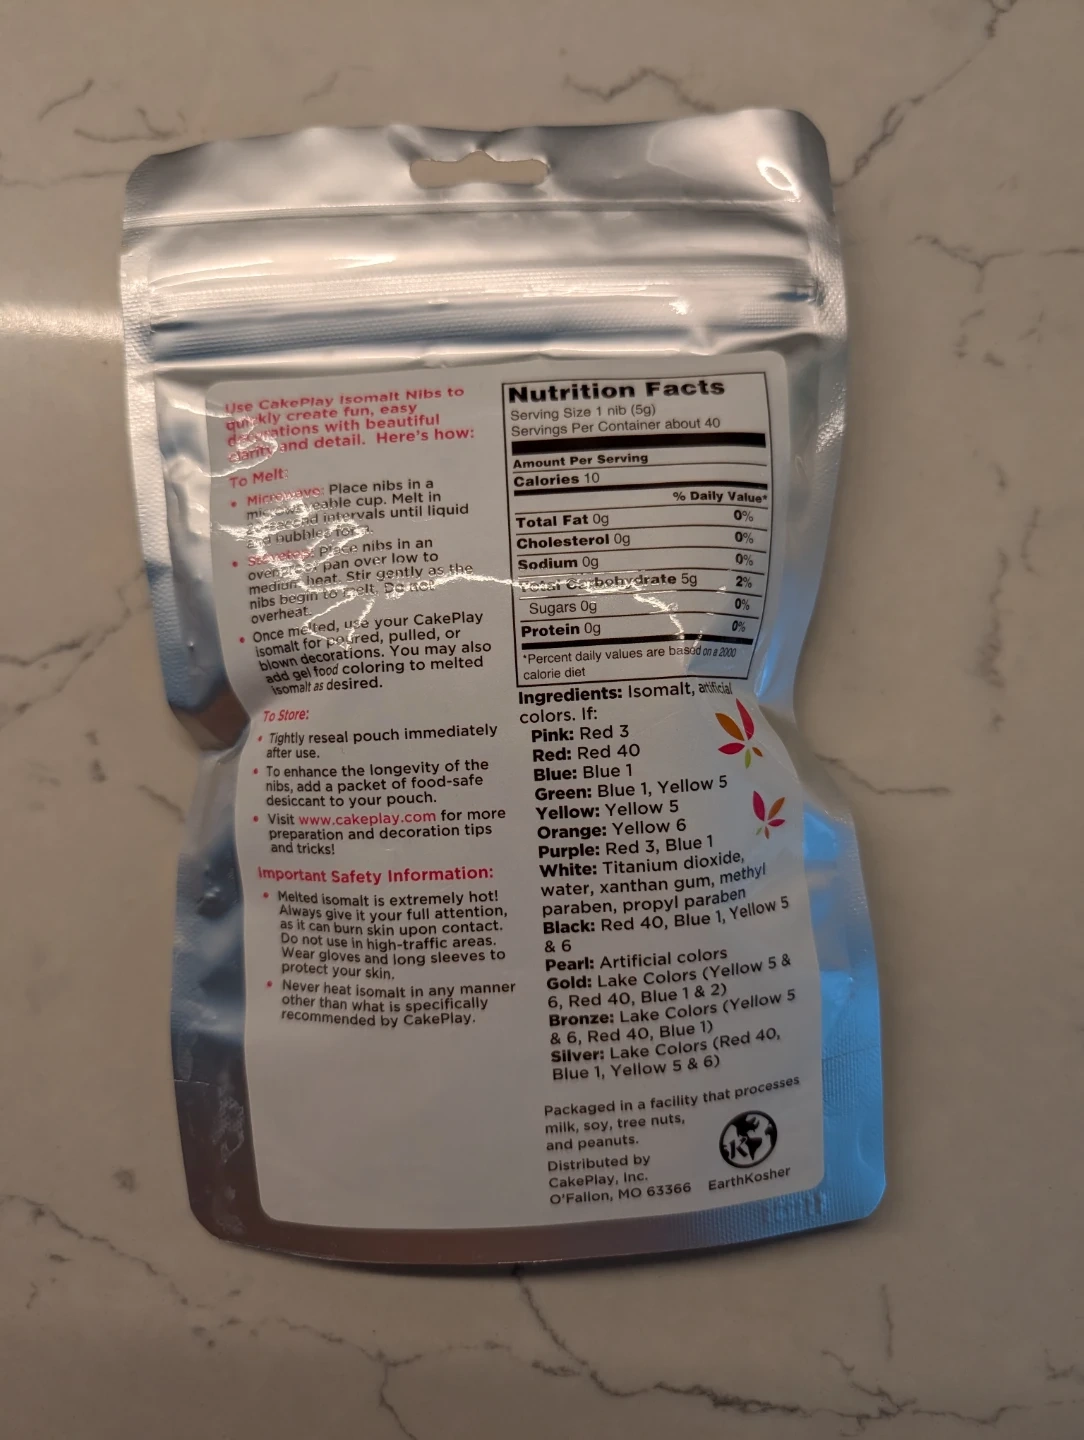 Use CakePlay Isomalt Nibs to
quickly create fun, easy
decorations with beautiful
clarity and detail. Here's how:
To Melt:
• Microwave: Place nibs in a
microwaveable cup. Melt in
second intervals until liquid
and bubbles form.
• Stovetop: Place nibs in an
pan over low to
medium heat. Stir gently as the
nibs begin to melt. Do not
overheat.
• Once melted, use your CakePlay
isomalt for poured, pulled, or
blown decorations. You may also
add gel food coloring to melted
isomalt as desired.
To Store:
• Tightly reseal pouch immediately
after use.
• To enhance the longevity of the
nibs, add a packet of food-safe
desiccant to your pouch.
• Visit www.cakeplay.com for more
preparation and decoration tips
and tricks!
Important Safety Information:
• Melted isomalt is extremely hot!
Always give it your full attention,
as it can burn skin upon contact.
Do not use in high-traffic areas.
Wear gloves and long sleeves to
protect your skin.
• Never heat isomalt in any manner
other than what is specifically
recommended by CakePlay.
Nutrition Facts
Serving Size 1 nib (5g)
Servings Per Container about 40
Amount Per Serving
Calories 10
% Daily Value*
Total Fat 0g 0%
Cholesterol 0g 0%
Sodium 0g 0%
Total Carbohydrate 5g 2%
Sugars 0g 0%
Protein 0g 0%
*Percent daily values are based on a 2000
calorie diet
Ingredients: Isomalt, artificial
colors. If:
Pink: Red 3
Red: Red 40
Blue: Blue 1
Green: Blue 1, Yellow 5
Yellow: Yellow 5
Orange: Yellow 6
Purple: Red 3, Blue 1
White: Titanium dioxide,
water, xanthan gum, methyl
paraben, propyl paraben
Black: Red 40, Blue 1, Yellow 5
& 6
Pearl: Artificial colors
Gold: Lake Colors (Yellow 5 &
6, Red 40, Blue 1 & 2)
Bronze: Lake Colors (Yellow 5
& 6, Red 40, Blue 1)
Silver: Lake Colors (Red 40,
Blue 1, Yellow 5 & 6)
Packaged in a facility that processes
milk, soy, tree nuts,
and peanuts.
Distributed by
CakePlay, Inc.
O'Fallon, MO 63366
K
EarthKosher